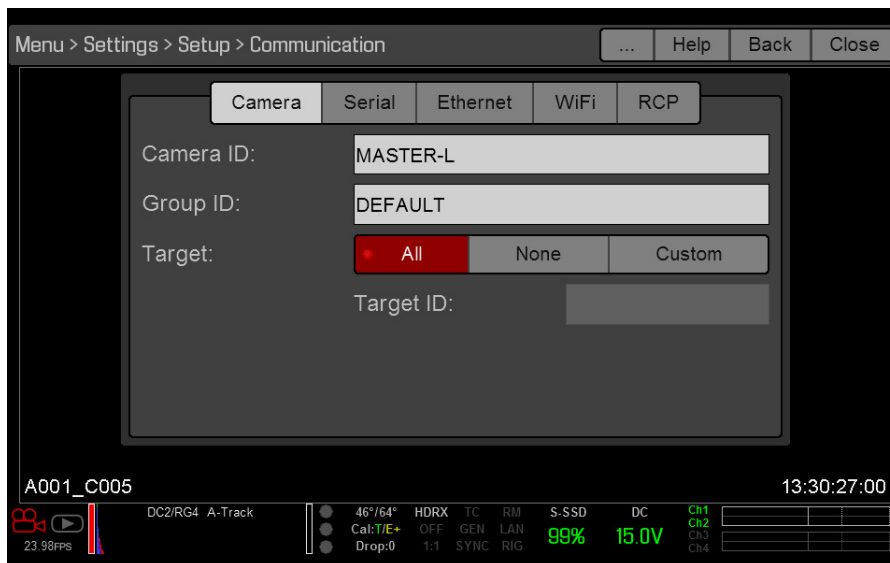 Menu > Settings > Setup > Communication ... Help Back Close
Camera Serial Ethernet WiFi RCP
Camera ID: MASTER-L
Group ID: DEFAULT
Target: All None Custom
Target ID:
A001_C005 13:30:27:00
DC2/RG4 A-Track 46°/64° HDRX TC RM S-SSD DC Ch1
Cal:T/E+ OFF GEN LAN 99% 15.0V Ch2
23.98FPS Drop:0 1:1 SYNC RIG Ch3
Ch4